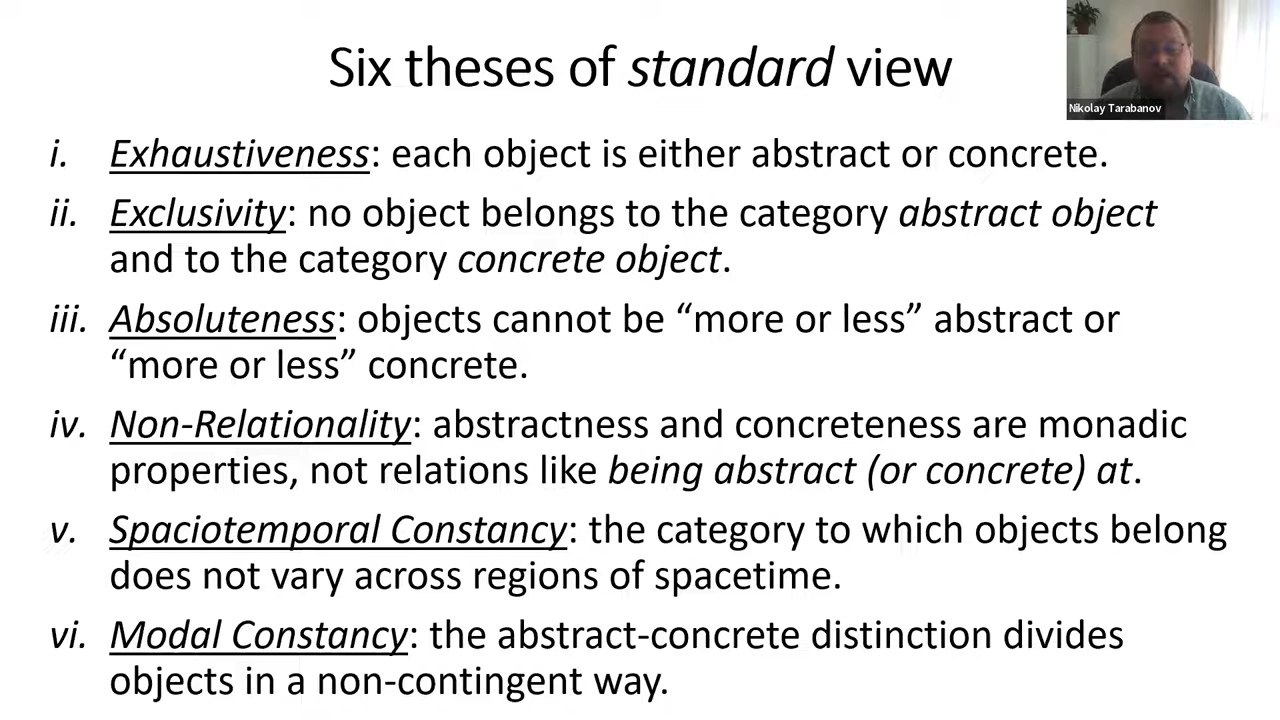 Six theses of standard view
Nikolay Tarabanov
i. Exhaustiveness: each object is either abstract or concrete.
ii. Exclusivity: no object belongs to the category abstract object
and to the category concrete object.
iii. Absoluteness: objects cannot be “more or less” abstract or
“more or less” concrete.
iv. Non-Relationality: abstractness and concreteness are monadic
properties, not relations like being abstract (or concrete) at.
v. Spaciotemporal Constancy: the category to which objects belong
does not vary across regions of spacetime.
vi. Modal Constancy: the abstract-concrete distinction divides
objects in a non-contingent way.